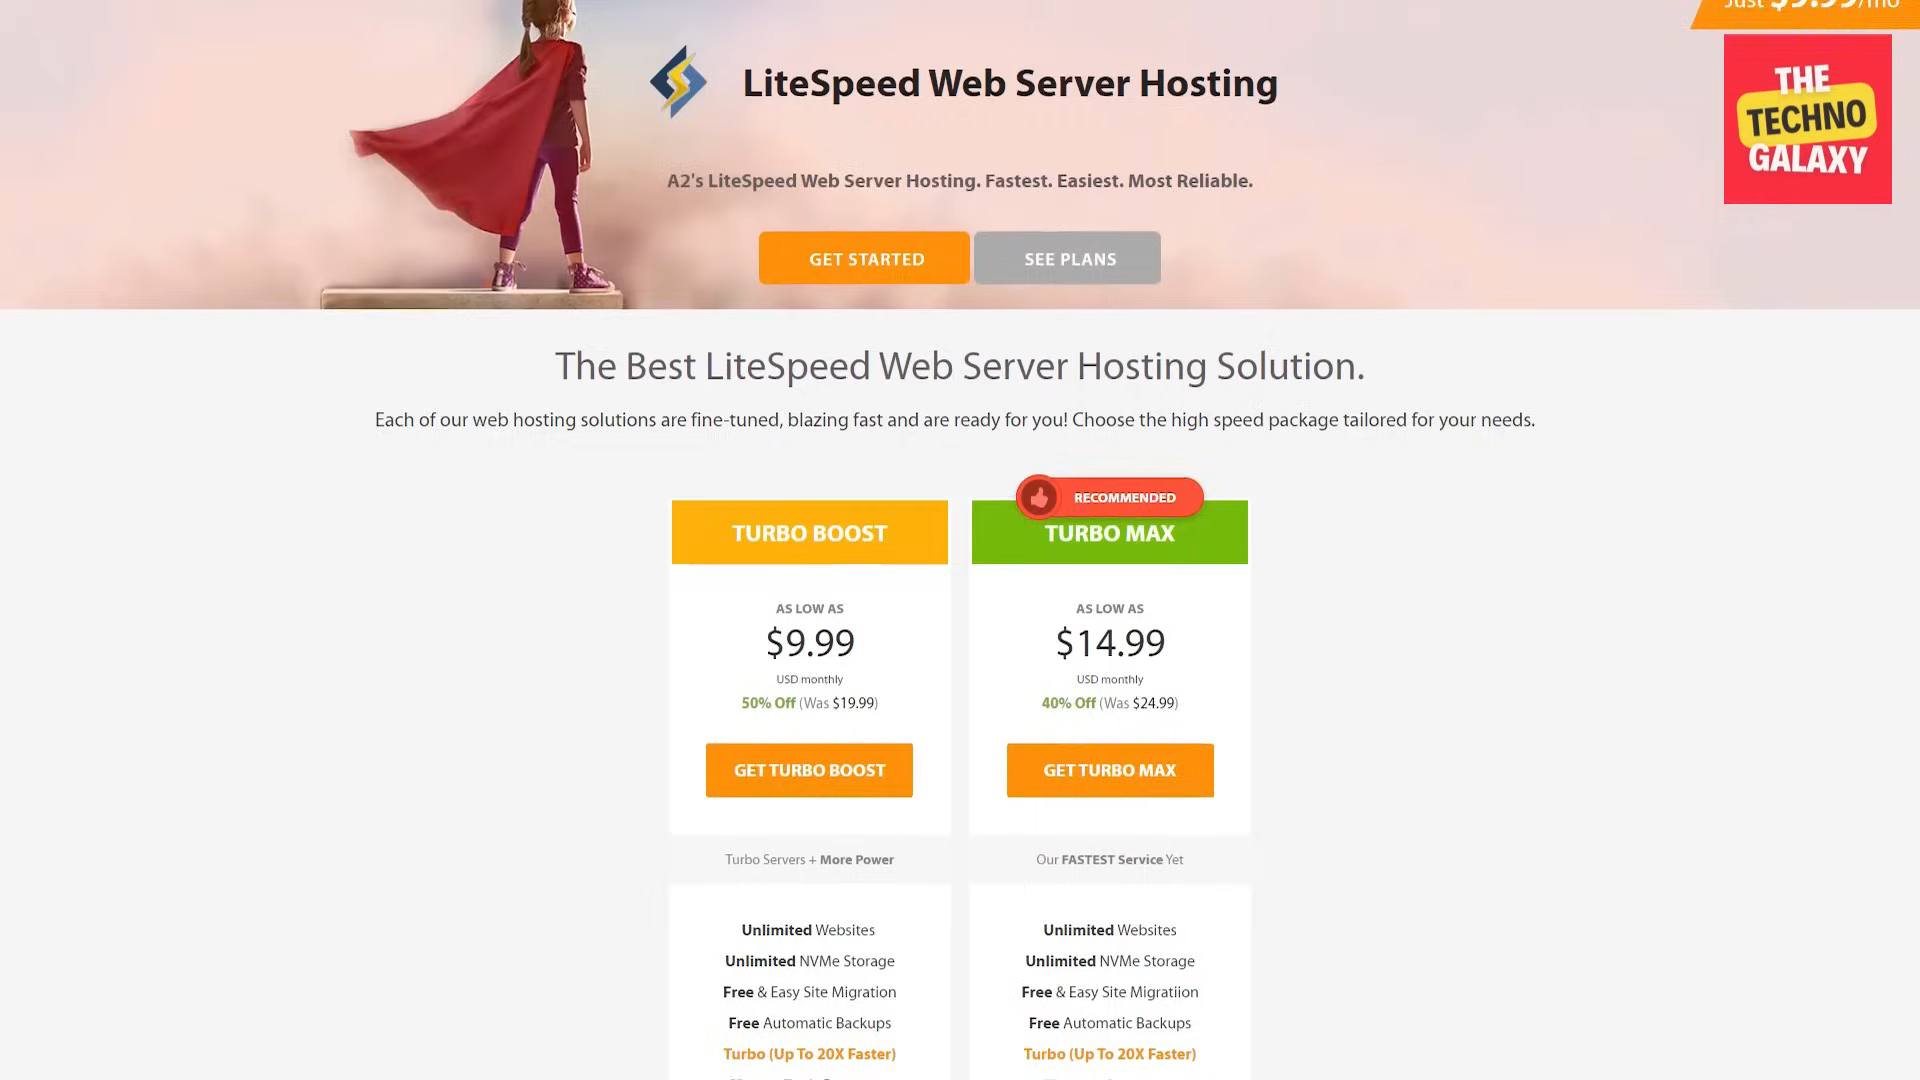 Just $9.99/mo
LiteSpeed Web Server Hosting
THE
TECHNO
GALAXY
A2's LiteSpeed Web Server Hosting. Fastest. Easiest. Most Reliable.
GET STARTED
SEE PLANS
The Best LiteSpeed Web Server Hosting Solution.
Each of our web hosting solutions are fine-tuned, blazing fast and are ready for you! Choose the high speed package tailored for your needs.
RECOMMENDED
TURBO BOOST
AS LOW AS
$9.99
USD monthly
50% Off (Was $19.99)
GET TURBO BOOST
Turbo Servers + More Power
Unlimited Websites
Unlimited NVMe Storage
Free & Easy Site Migration
Free Automatic Backups
Turbo (Up To 20X Faster)
TURBO MAX
AS LOW AS
$14.99
USD monthly
40% Off (Was $24.99)
GET TURBO MAX
Our FASTEST Service Yet
Unlimited Websites
Unlimited NVMe Storage
Free & Easy Site Migratiion
Free Automatic Backups
Turbo (Up To 20X Faster)